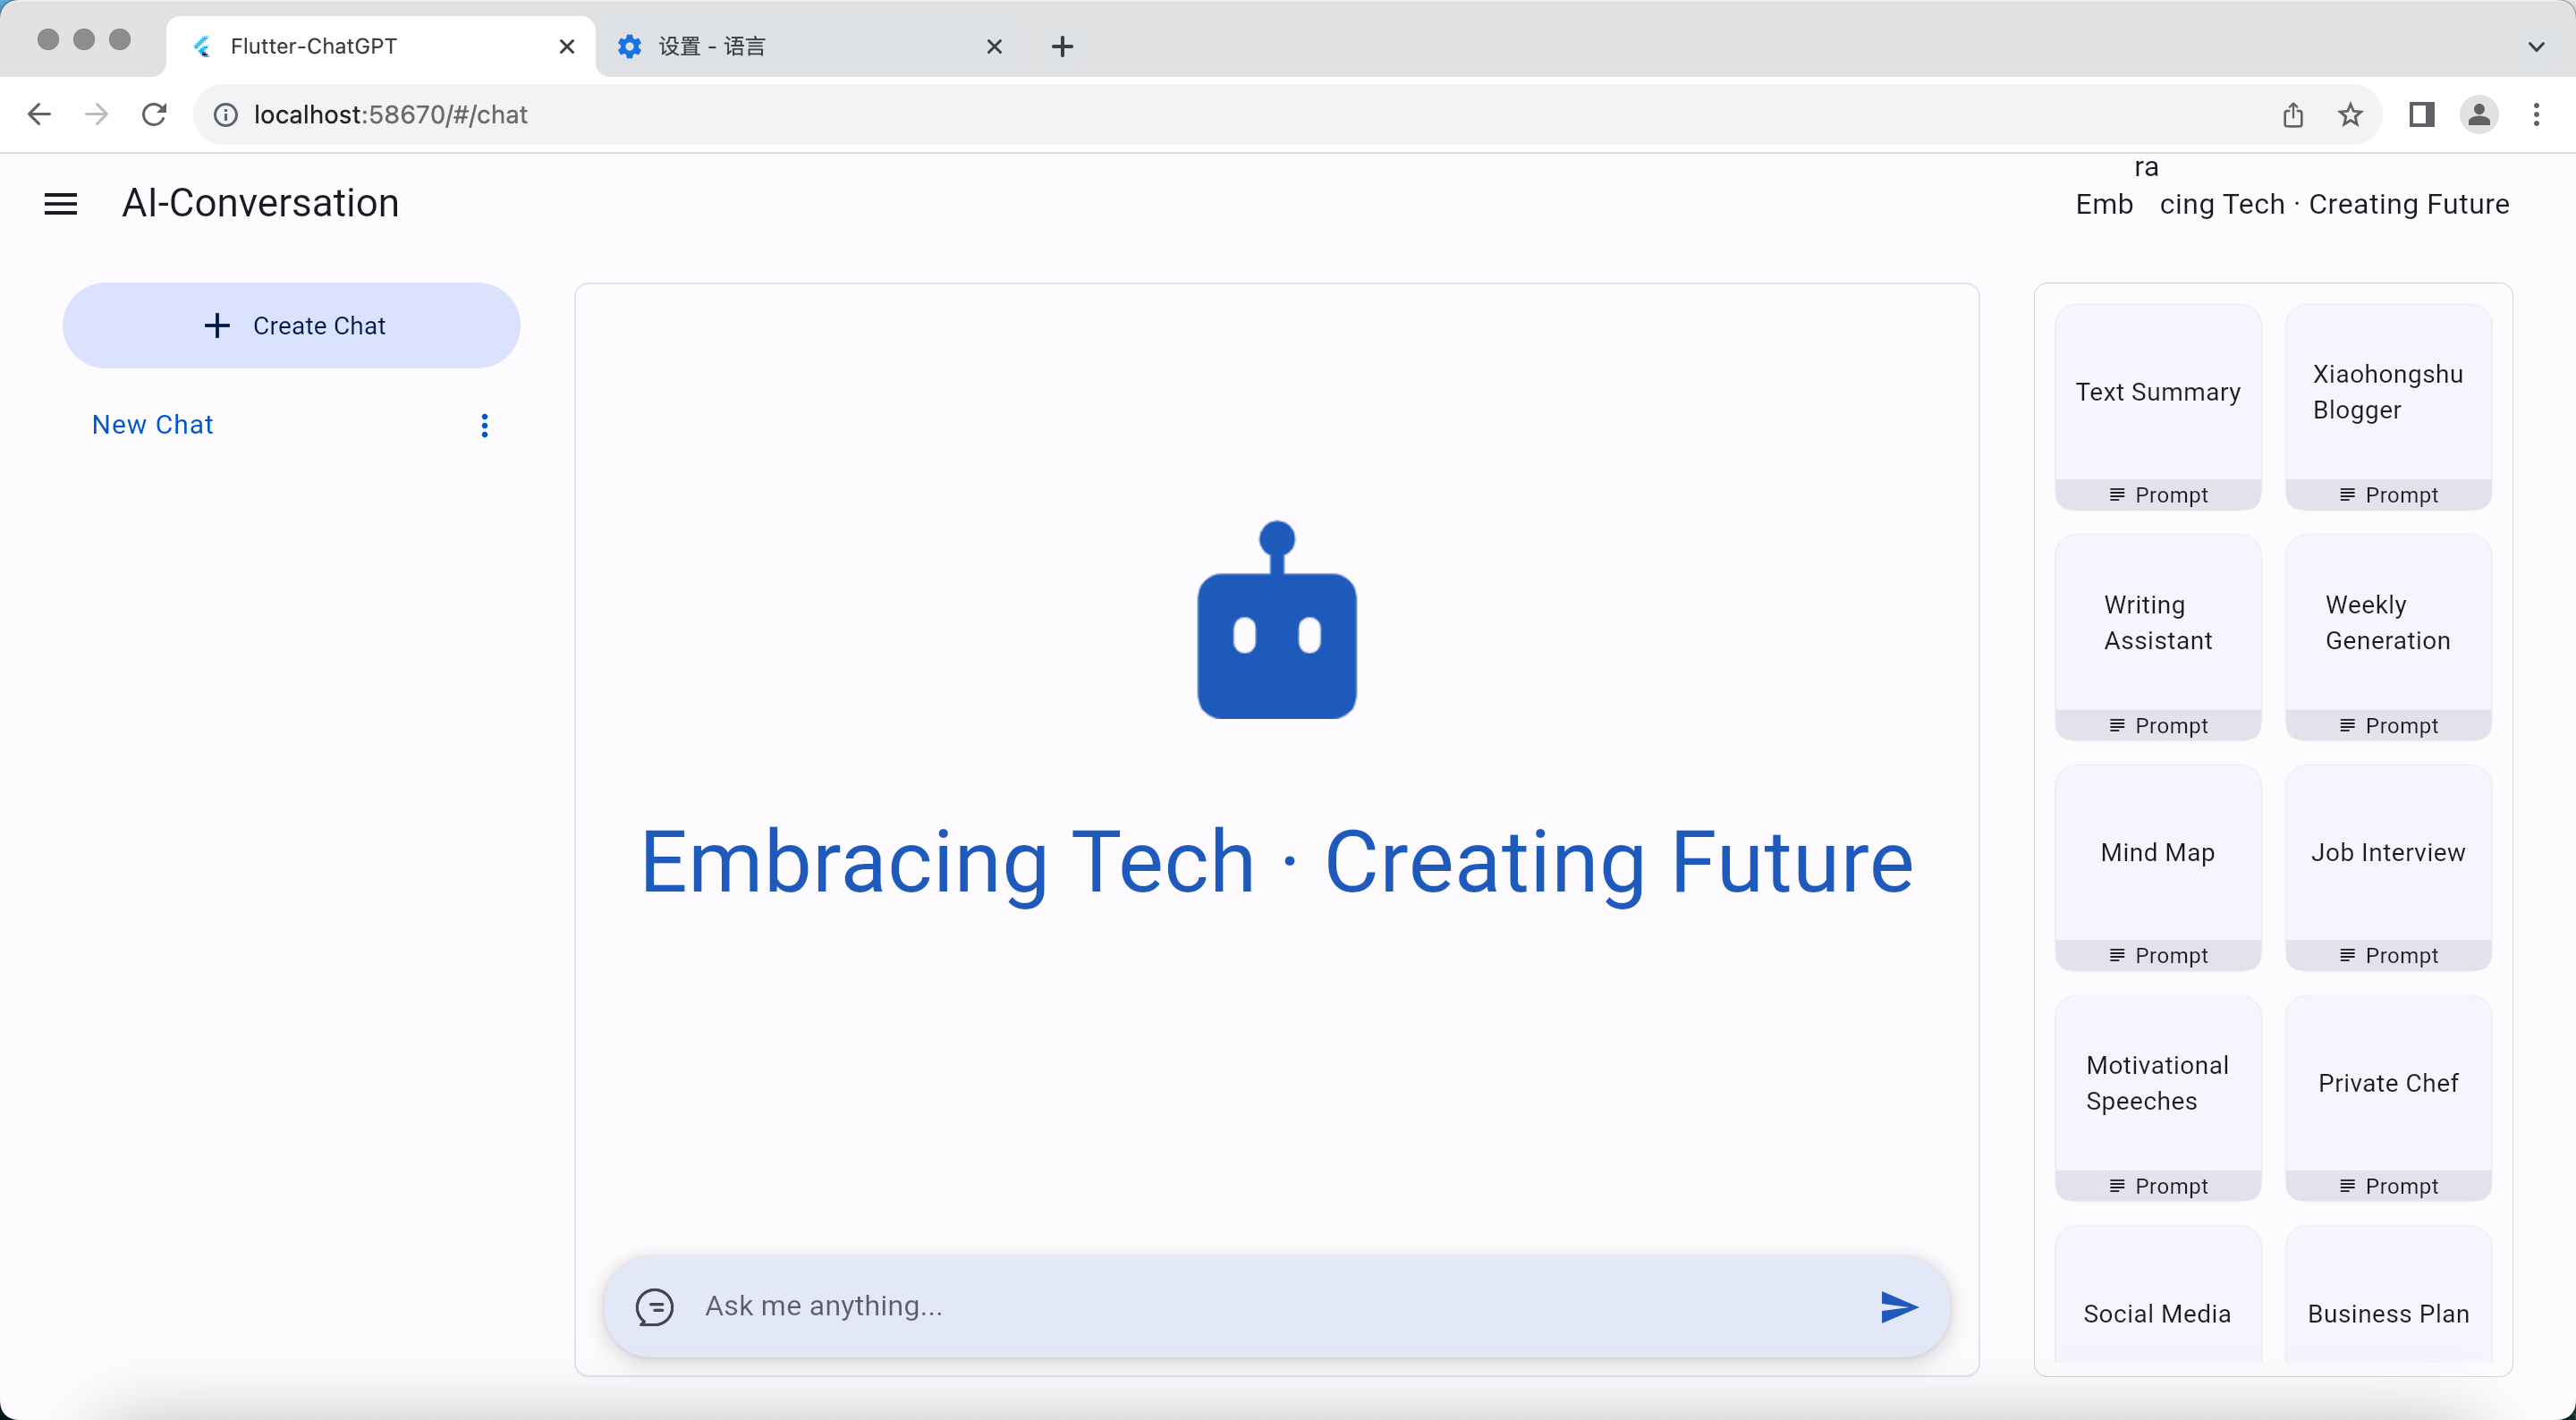 Flutter-ChatGPT
设置 - 语言
localhost:58670/#/chat
AI-Conversation
ra
Emb cing Tech · Creating Future
Create Chat
New Chat
Embracing Tech · Creating Future
Ask me anything...
Text Summary
Prompt
Xiaohongshu
Blogger
Prompt
Writing
Assistant
Prompt
Weekly
Generation
Prompt
Mind Map
Prompt
Job Interview
Prompt
Motivational
Speeches
Prompt
Private Chef
Prompt
Social Media
Business Plan